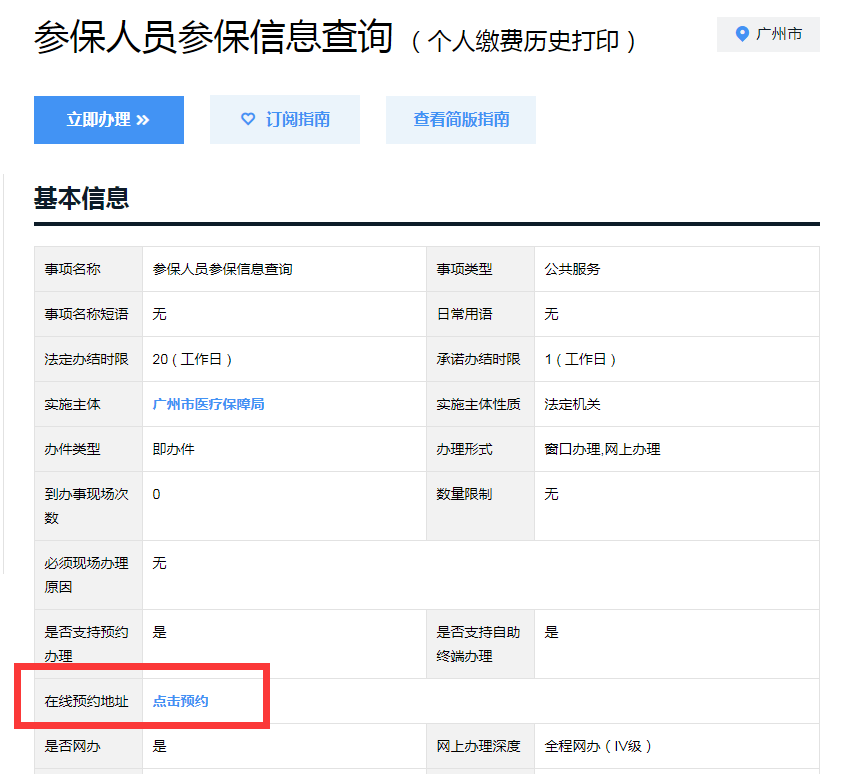 参保人员参保信息查询（个人缴费历史打印） 广州市
立即办理 订阅指南 查看简版指南
基本信息
事项名称 参保人员参保信息查询 事项类型 公共服务
事项名称短语 无 日常用语 无
法定办结时限 20（工作日） 承诺办结时限 1（工作日）
实施主体 广州市医疗保障局 实施主体性质 法定机关
办件类型 即办件 办理形式 窗口办理,网上办理
到办事现场次 0 数量限制 无
数
必须现场办理 无
原因
是否支持预约 是 是否支持自助 是
办理 终端办理
在线预约地址 点击预约
是否网办 是 网上办理深度 全程网办（IV级）